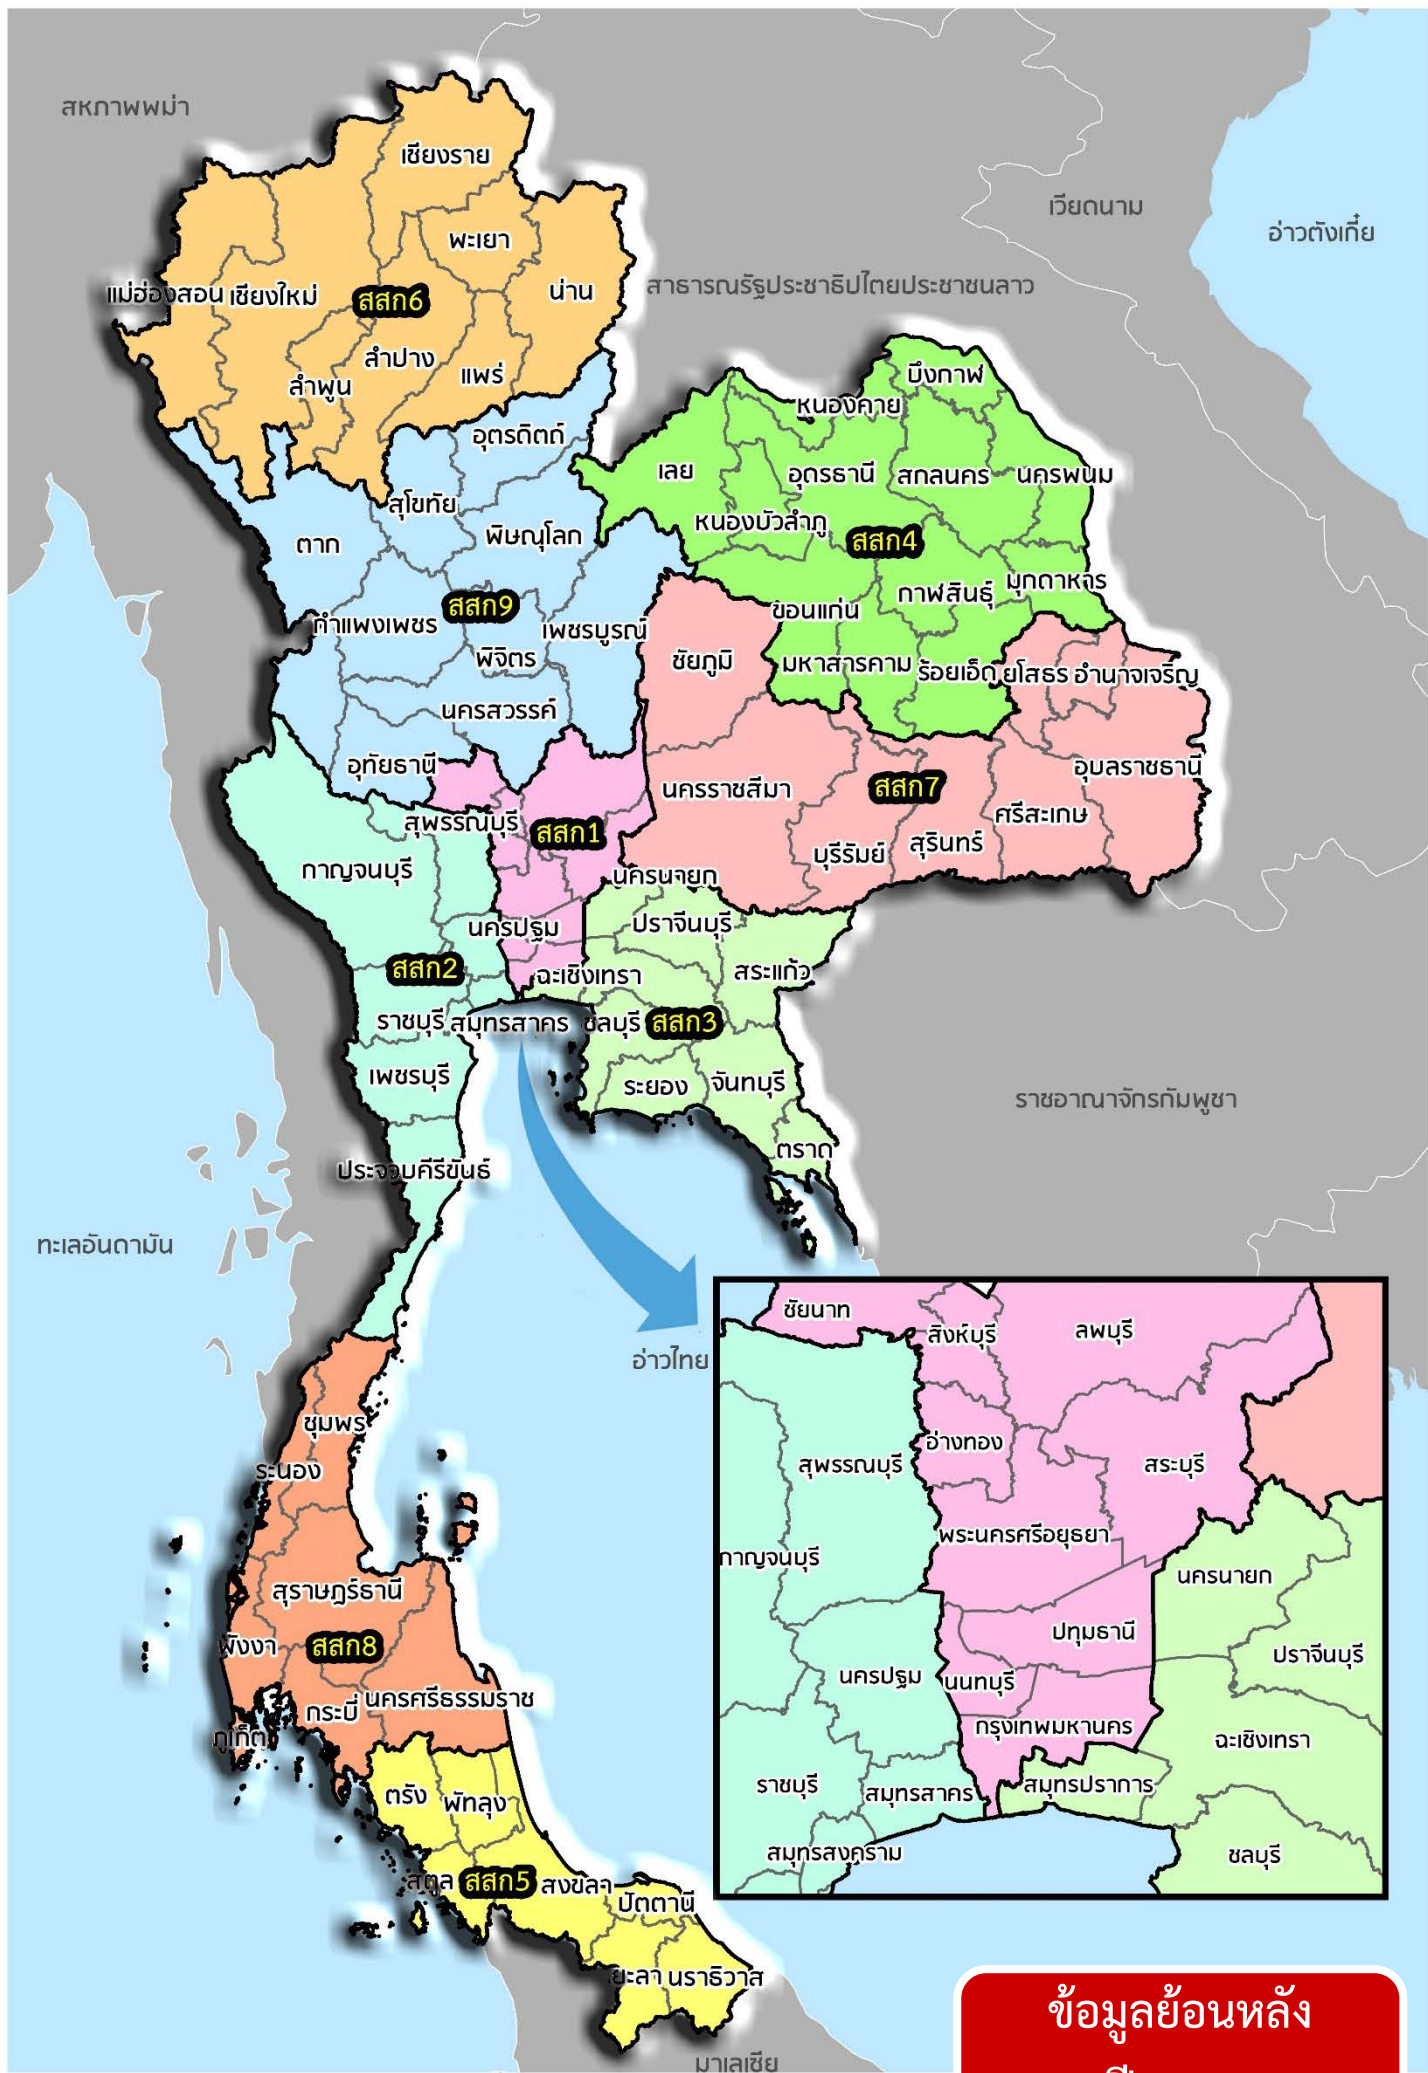 สหภาพพม่า
เชียงราย
เวียดนาม
อ่าวตังเกี๋ย
พะเยา
สาธารณรัฐประชาธิปไตยประชาชนลาว
แม่ฮ่องสอน
เชียงใหม่
สสก6
น่าน
ลำปาง
แพร่
ลำพูน
บึงกาฬ
หนองคาย
อุตรดิตถ์
เลย
อุดรธานี
สกลนคร
นครพนม
สุโขทัย
หนองบัวลำภู
พิษณุโลก
ตาก
สสก4
กาฬสินธุ์
มุกดาหาร
สสก9
ขอนแก่น
กำแพงเพชร
เพชรบูรณ์
พิจิตร
ชัยภูมิ
มหาสารคาม
ร้อยเอ็ด
ยโสธร
อำนาจเจริญ
นครสวรรค์
อุทัยธานี
อุบลราชธานี
นครราชสีมา
สสก7
ศรีสะเกษ
สุพรรณบุรี
สสก1
บุรีรัมย์
สุรินทร์
กาญจนบุรี
นครนายก
นครปฐม
ปราจีนบุรี
สสก2
ฉะเชิงเทรา
สระแก้ว
ราชบุรี
สมุทรสาคร
ชลบุรี
สสก3
เพชรบุรี
ระยอง
จันทบุรี
ราชอาณาจักรกัมพูชา
ตราด
ประจวบคีรีขันธ์
ทะเลอันดามัน
อ่าวไทย
ชัยนาท
สิงห์บุรี
ลพบุรี
ชุมพร
อ่างทอง
สุพรรณบุรี
สระบุรี
ระนอง
พระนครศรีอยุธยา
กาญจนบุรี
นครนายก
สุราษฎร์ธานี
ปทุมธานี
พังงา
สสก8
ปราจีนบุรี
นครปฐม
นนทบุรี
กระบี่
นครศรีธรรมราช
กรุงเทพมหานคร
ภูเก็ต
ฉะเชิงเทรา
ราชบุรี
สมุทรสาคร
สมุทรปราการ
ตรัง
พัทลุง
สมุทรสงคราม
ชลบุรี
สตูล
สสก5
สงขลา
ปัตตานี
ยะลา
นราธิวาส
ข้อมูลย้อนหลัง
มาเลเซีย